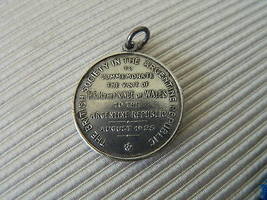 THE BRITISH SOCIETY IN THE ARGENTINE REPUBLIC
TO
COMMEMORATE
THE VISIT OF
H.R.H. PRINCE OF WALES
TO THE
ARGENTINE REPUBLIC
AUGUST 1925